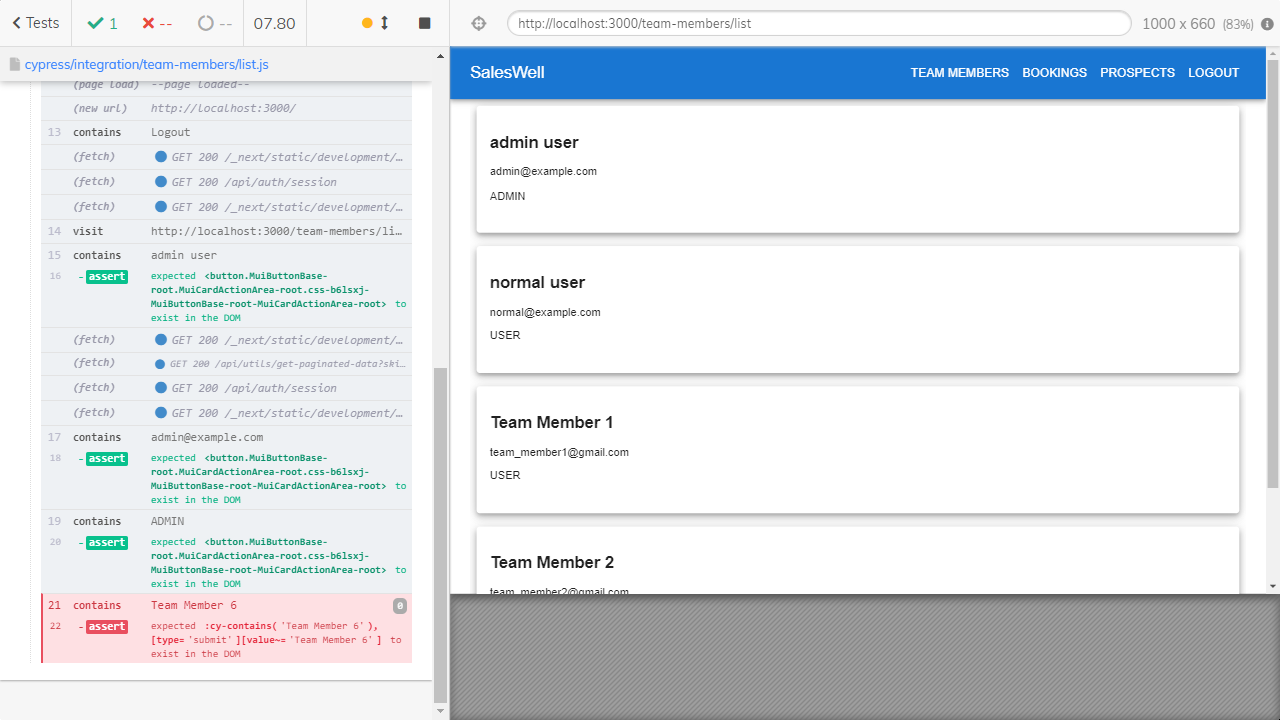 Tests
1
--
--
07.80
http://localhost:3000/team-members/list
1000 x 660 (83%)
cypress/integration/team-members/list.js
(page load) --page loaded--
(new url) http://localhost:3000/
13 contains Logout
(fetch) GET 200 /_next/static/development/…
(fetch) GET 200 /api/auth/session
(fetch) GET 200 /_next/static/development/…
14 visit http://localhost:3000/team-members/li…
15 contains admin user
16 - assert expected <button.MuiButtonBase-
root.MuiCardActionArea-root.css-b6lsxj-
MuiButtonBase-root-MuiCardActionArea-root> to
exist in the DOM
(fetch) GET 200 /_next/static/development/…
(fetch) GET 200 /api/utils/get-paginated-data?ski…
(fetch) GET 200 /api/auth/session
(fetch) GET 200 /_next/static/development/…
17 contains admin@example.com
18 - assert expected <button.MuiButtonBase-
root.MuiCardActionArea-root.css-b6lsxj-
MuiButtonBase-root-MuiCardActionArea-root> to
exist in the DOM
19 contains ADMIN
20 - assert expected <button.MuiButtonBase-
root.MuiCardActionArea-root.css-b6lsxj-
MuiButtonBase-root-MuiCardActionArea-root> to
exist in the DOM
21 contains Team Member 6 0
22 - assert expected :cy-contains('Team Member 6'),
[type='submit'][value~='Team Member 6'] to
exist in the DOM
SalesWell
TEAM MEMBERS BOOKINGS PROSPECTS LOGOUT
admin user
admin@example.com
ADMIN
normal user
normal@example.com
USER
Team Member 1
team_member1@gmail.com
USER
Team Member 2
team_member2@gmail.com